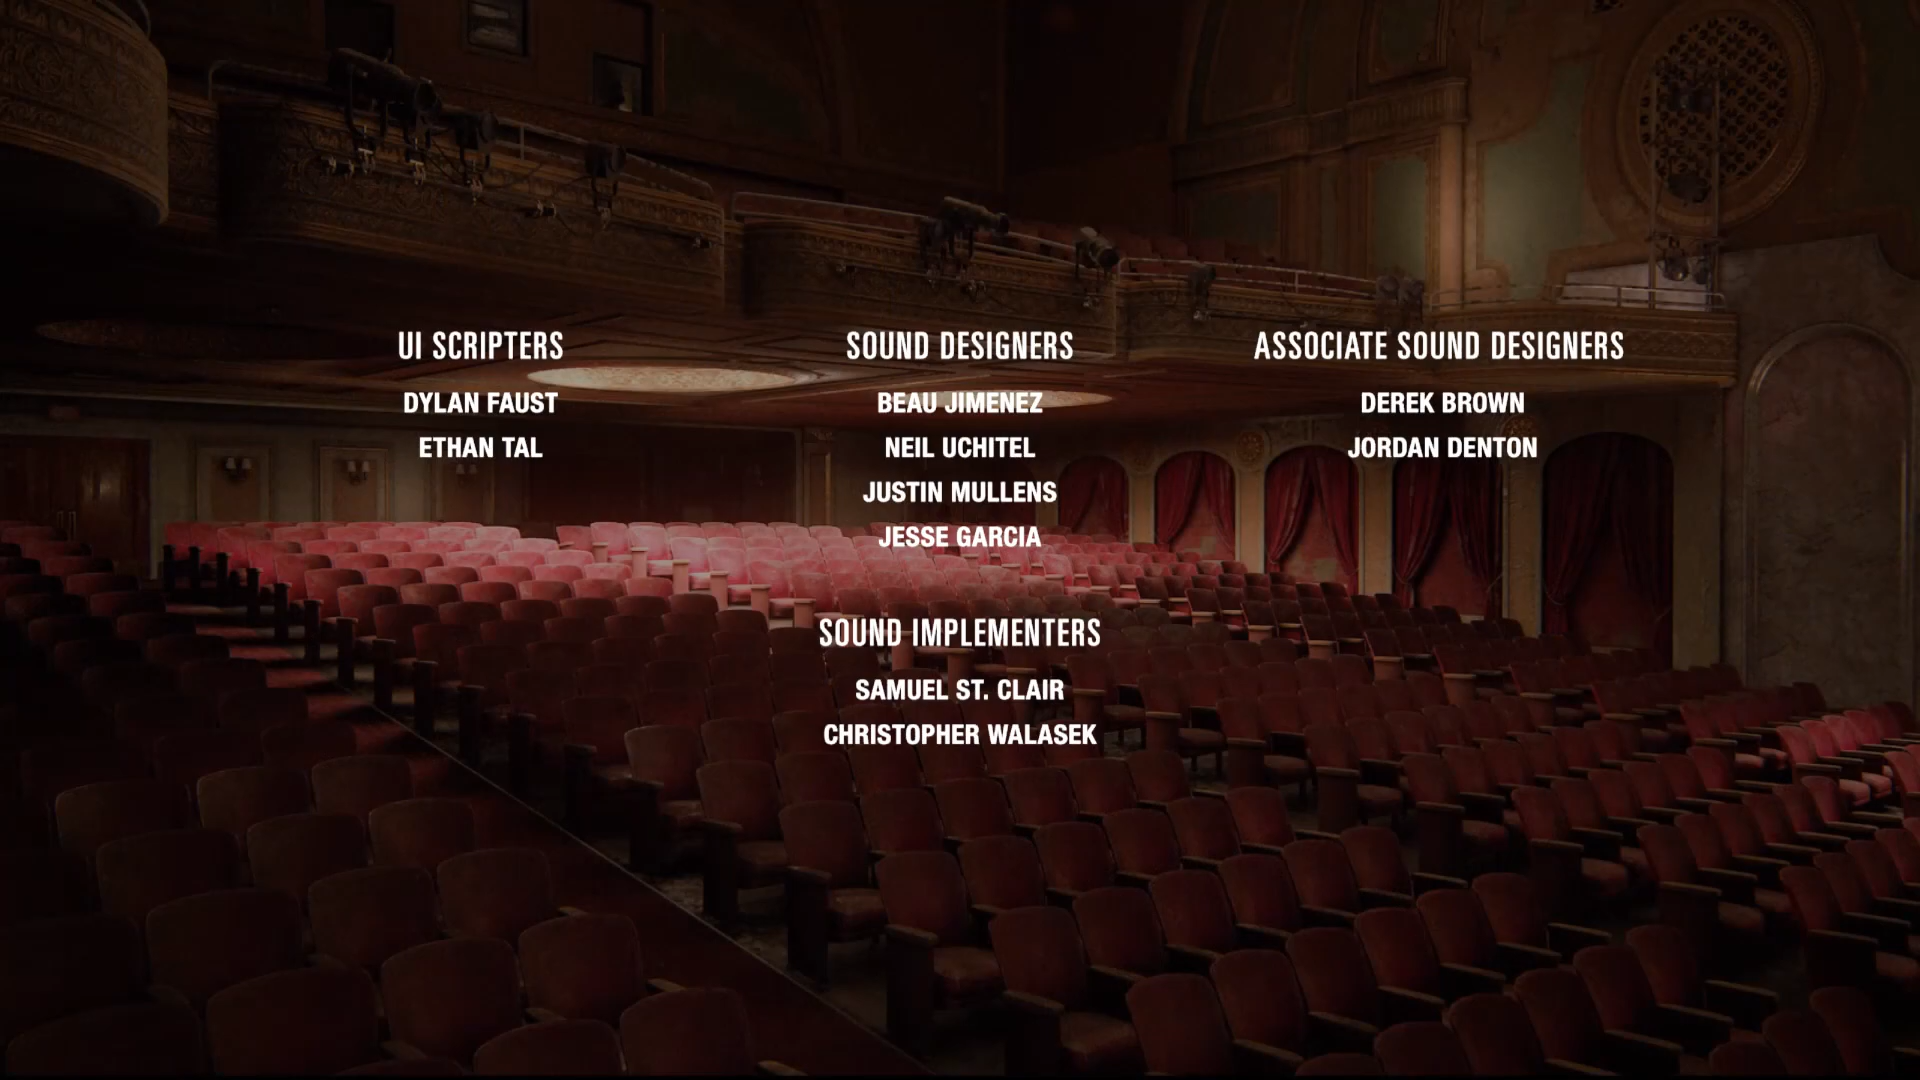 UI SCRIPTERS
DYLAN FAUST
ETHAN TAL
SOUND DESIGNERS
BEAU JIMENEZ
NEIL UCHITEL
JUSTIN MULLENS
JESSE GARCIA
ASSOCIATE SOUND DESIGNERS
DEREK BROWN
JORDAN DENTON
SOUND IMPLEMENTERS
SAMUEL ST. CLAIR
CHRISTOPHER WALASEK